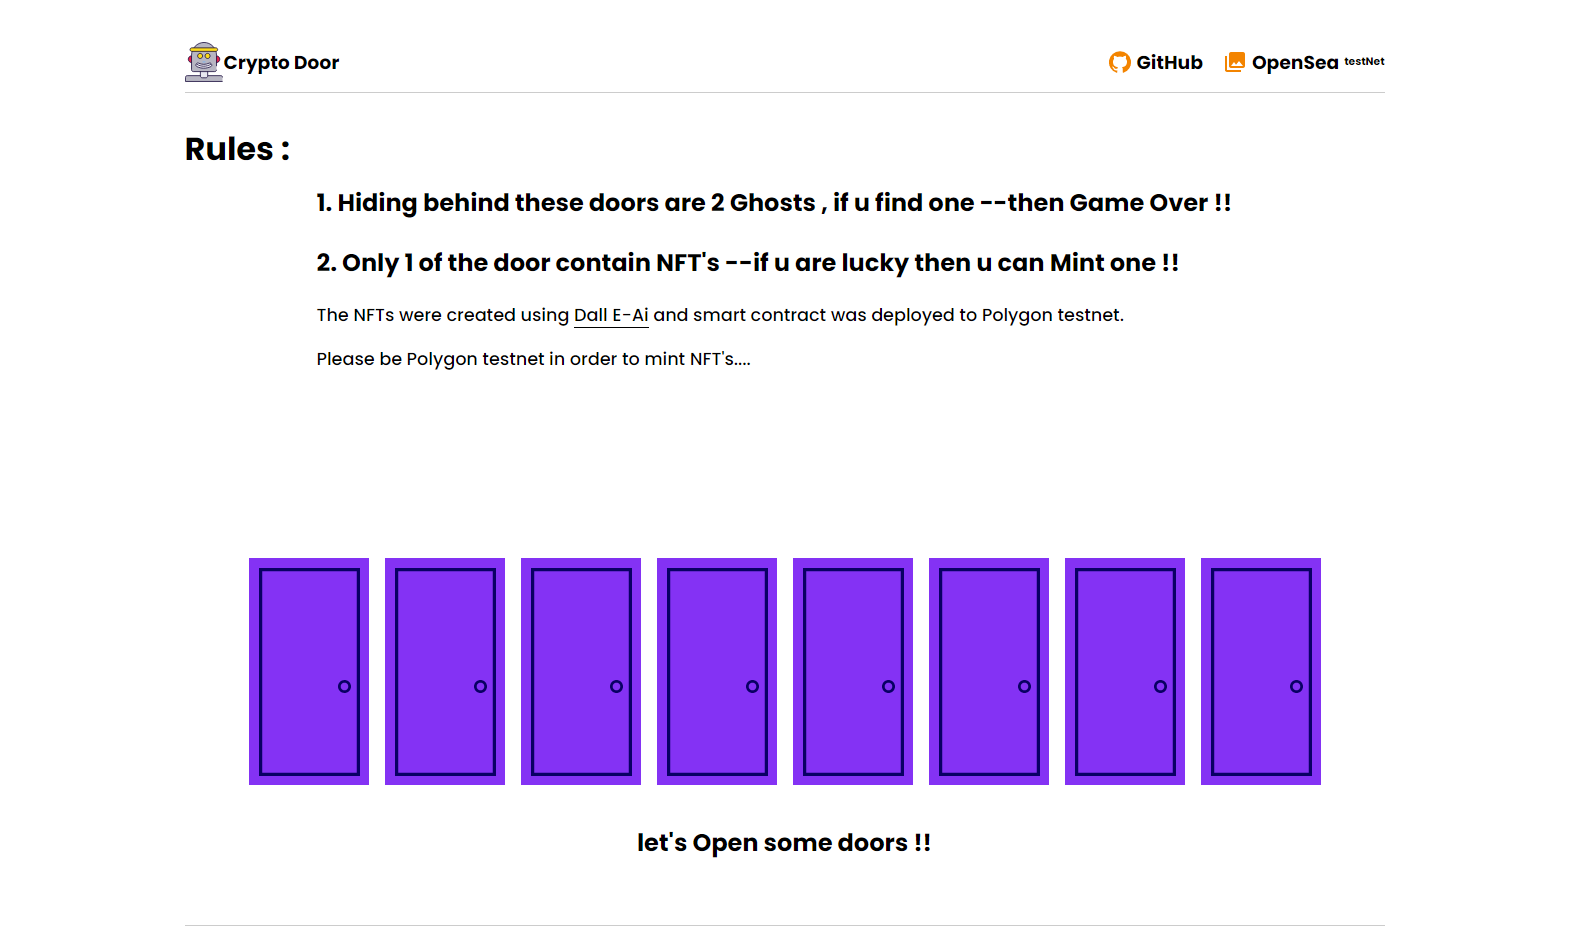 Crypto Door
GitHub
OpenSea testNet
Rules :
1. Hiding behind these doors are 2 Ghosts , if u find one --then Game Over !!
2. Only 1 of the door contain NFT's --if u are lucky then u can Mint one !!
The NFTs were created using Dall E-Ai and smart contract was deployed to Polygon testnet.
Please be Polygon testnet in order to mint NFT's....
let's Open some doors !!